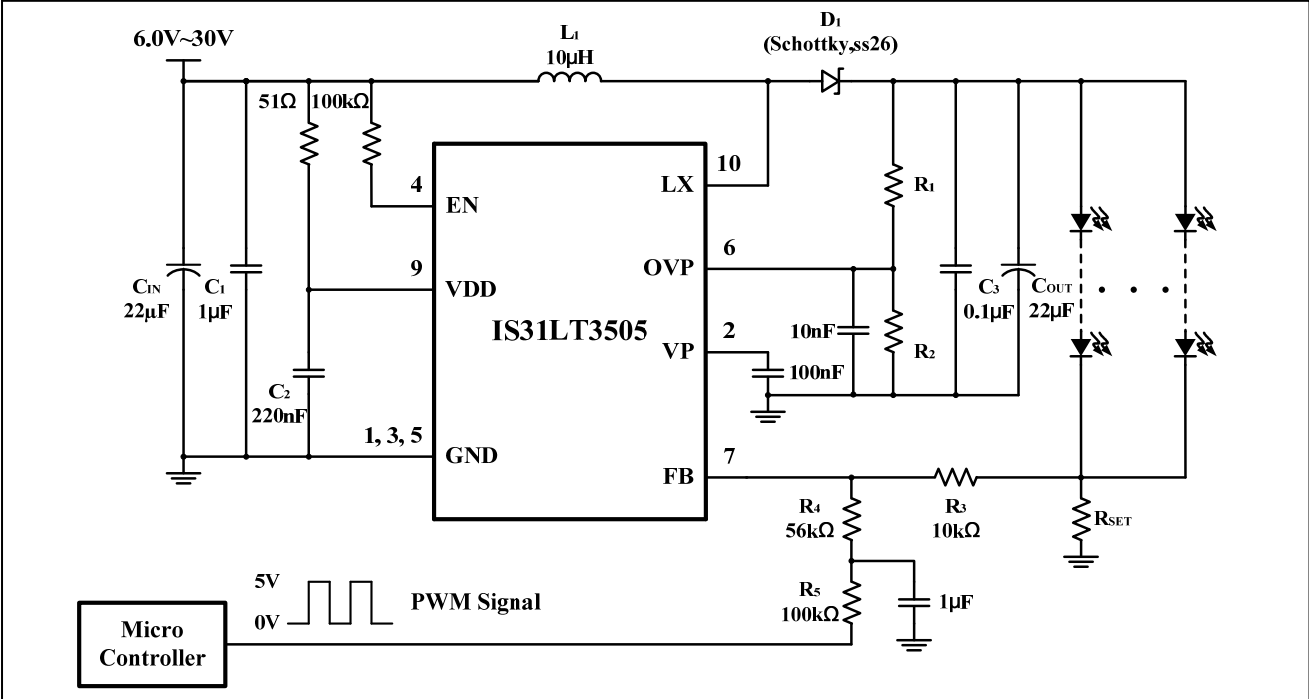 6.0V~30V
L1
10μH
D1
(Schottky,ss26)
51Ω
100kΩ
CIN
22μF
C1
1μF
C2
220nF
4
EN
9
VDD
1, 3, 5
GND
IS31LT3505
10
LX
6
OVP
2
VP
7
FB
R1
R2
10nF
100nF
C3
0.1μF
COUT
22μF
R4
56kΩ
R3
10kΩ
RSET
R5
100kΩ
1μF
5V
0V
PWM Signal
Micro
Controller